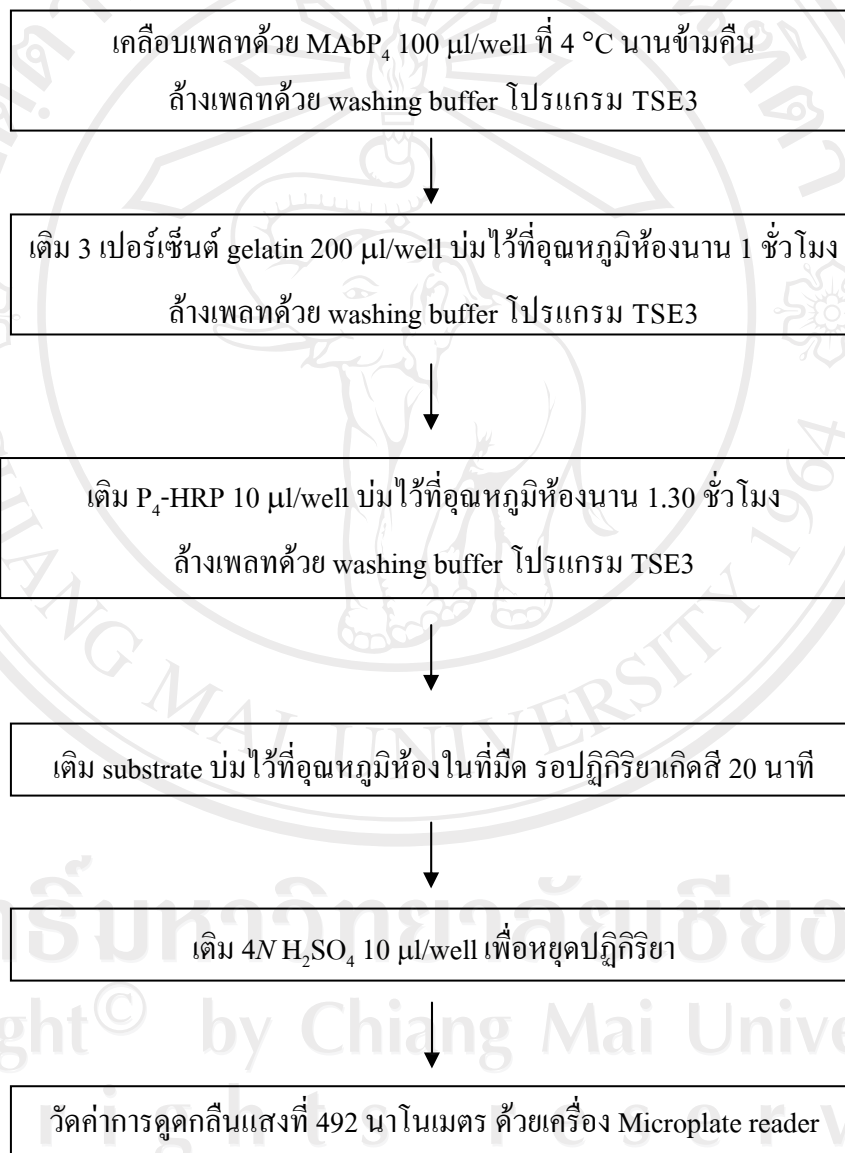 เคลือบเพลทด้วย MAbP₄ 100 µl/well ที่ 4 °C นานข้ามคืน
ล้างเพลทด้วย washing buffer โปรแกรม TSE3
เติม 3 เปอร์เซ็นต์ gelatin 200 µl/well บ่มไว้ที่อุณหภูมิห้องนาน 1 ชั่วโมง
ล้างเพลทด้วย washing buffer โปรแกรม TSE3
เติม P₄-HRP 10 µl/well บ่มไว้ที่อุณหภูมิห้องนาน 1.30 ชั่วโมง
ล้างเพลทด้วย washing buffer โปรแกรม TSE3
เติม substrate บ่มไว้ที่อุณหภูมิห้องในที่มืด รอปฏิกิริยาเกิดสี 20 นาที
เติม 4N H₂SO₄ 10 µl/well เพื่อหยุดปฏิกิริยา
วัดค่าการดูดกลืนแสงที่ 492 นาโนเมตร ด้วยเครื่อง Microplate reader
CHIANG MAI UNIVERSITY 1964
ight© by Chiang Mai Unive
rights reserv